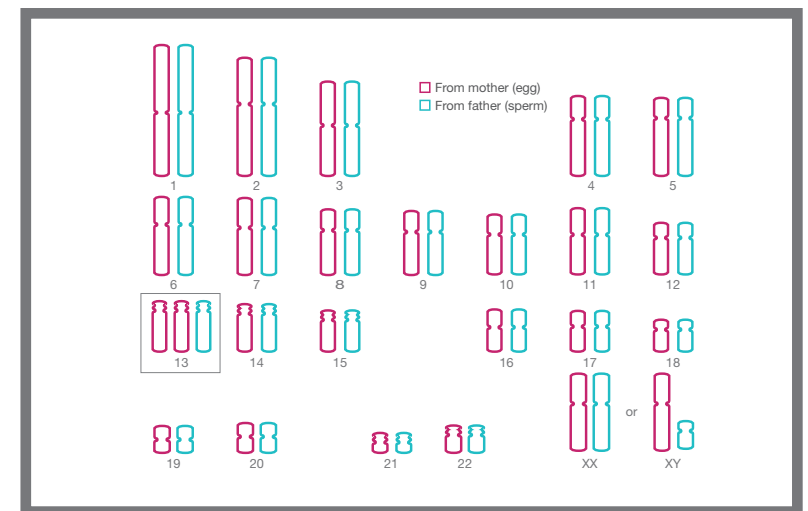 From mother (egg)
From father (sperm)
1 2 3 4 5
6 7 8 9 10 11 12
13 14 15 16 17 18
or
19 20 21 22 XX XY